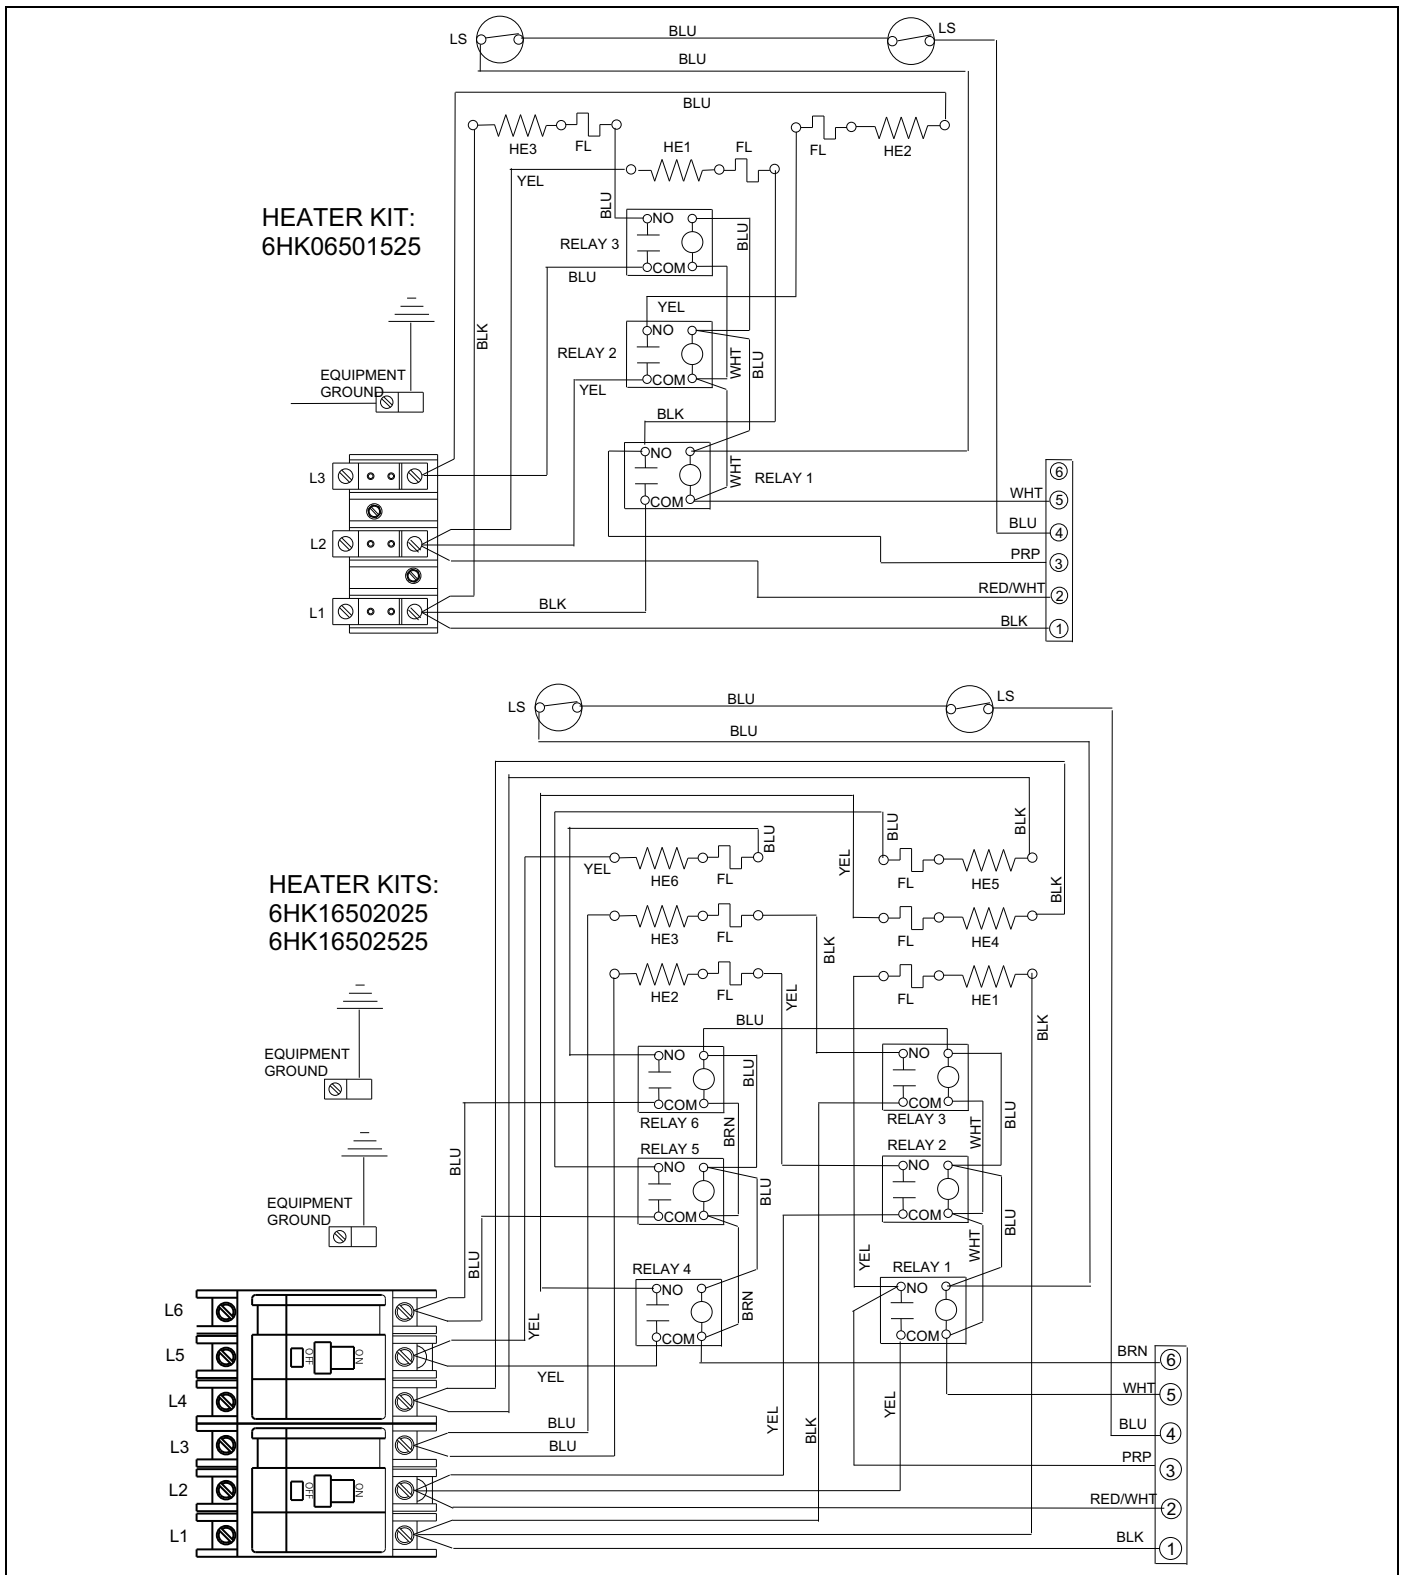 LS
BLU
LS
BLU
BLU
HE3
FL
HE1
FL
FL
HE2
YEL
BLU
HEATER KIT:
6HK06501525
NO
RELAY 3
BLU
COM
BLU
YEL
BLK
NO
RELAY 2
WHT
BLU
COM
YEL
EQUIPMENT
GROUND
BLK
NO
WHT
RELAY 1
COM
L3
6
WHT
5
BLU
4
L2
PRP
3
RED/WHT
2
L1
BLK
BLK
1
LS
BLU
LS
BLU
BLU
BLU
BLK
YEL
HE6
FL
YEL
FL
HE5
BLK
HEATER KITS:
6HK16502025
6HK16502525
HE3
FL
BLK
FL
HE4
HE2
FL
YEL
FL
HE1
BLK
BLU
EQUIPMENT
GROUND
NO
BLU
NO
BLU
COM
COM
RELAY 6
BRN
RELAY 3
WHT
RELAY 5
RELAY 2
BLU
NO
NO
BLU
BLU
COM
COM
EQUIPMENT
GROUND
BLU
YEL
WHT
RELAY 4
RELAY 1
NO
BRN
NO
L6
YEL
COM
COM
L5
OFF
ON
YEL
BRN
6
L4
WHT
5
YEL
BLK
YEL
BLU
BLU
4
L3
BLU
PRP
3
L2
OFF
ON
RED/WHT
2
L1
BLK
1